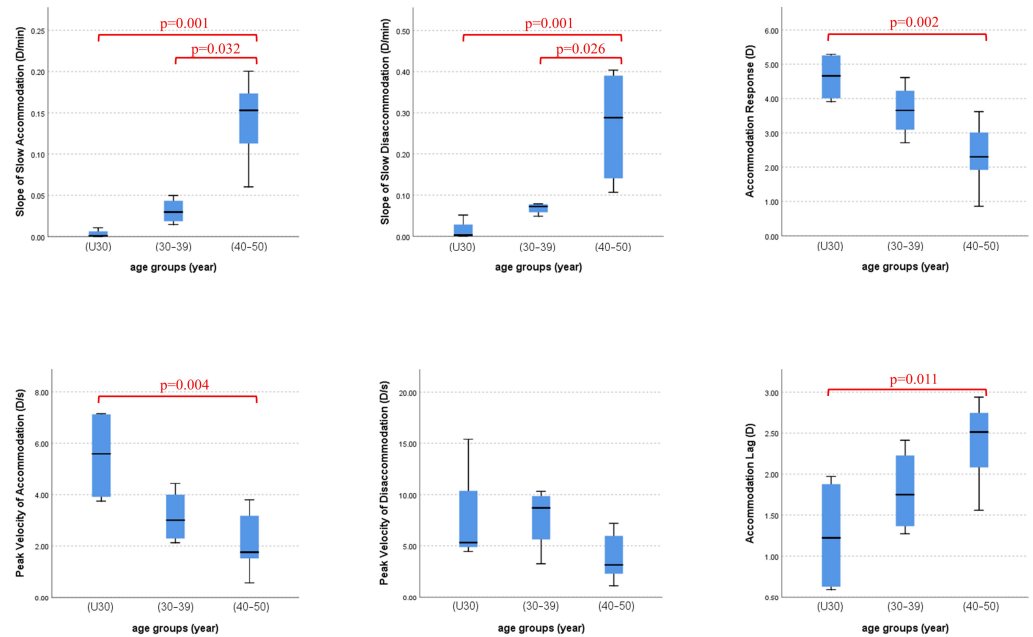 Slope of Slow Accommodation (D/min)
0.25
0.20
0.15
0.10
0.05
0.00
p=0.001
p=0.032
(U30) (30-39) (40-50)
age groups (year)
Slope of Slow Disaccommodation (D/min)
0.50
0.40
0.30
0.20
0.10
0.00
p=0.001
p=0.026
(U30) (30-39) (40-50)
age groups (year)
Accommodation Response (D)
6.00
5.00
4.00
3.00
2.00
1.00
0.00
p=0.002
(U30) (30-39) (40-50)
age groups (year)
Peak Velocity of Accommodation (D/s)
8.00
6.00
4.00
2.00
0.00
p=0.004
(U30) (30-39) (40-50)
age groups (year)
Peak Velocity of Disaccommodation (D/s)
20.00
15.00
10.00
5.00
0.00
(U30) (30-39) (40-50)
age groups (year)
Accommodation Lag (D)
3.00
2.50
2.00
1.50
1.00
0.50
p=0.011
(U30) (30-39) (40-50)
age groups (year)